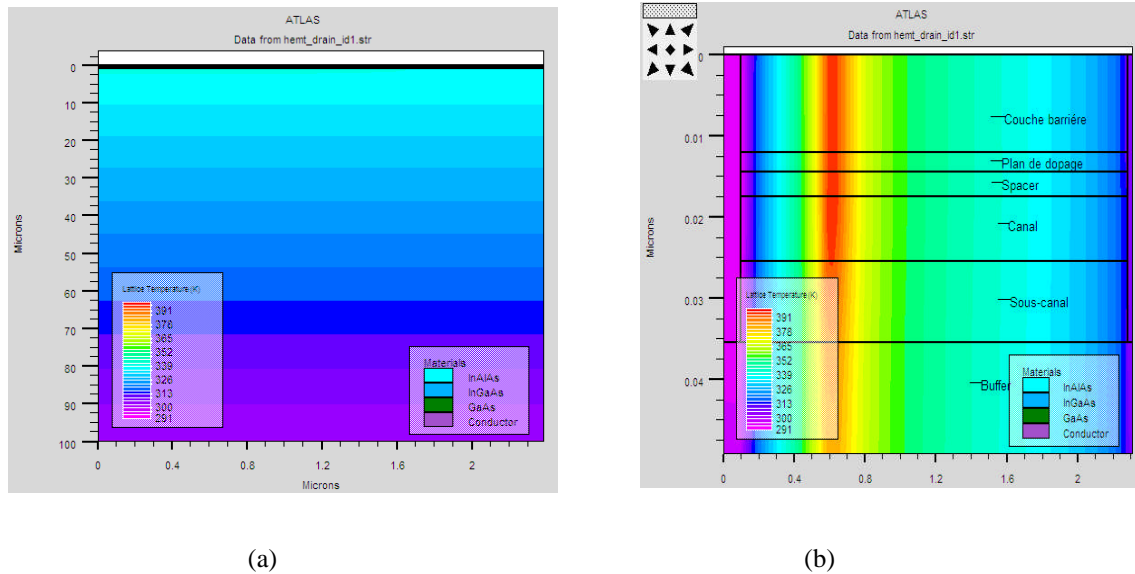 ATLAS
Data from hemt_drain_id1.str
Microns
0
10
20
30
40
50
60
70
80
90
100
Lattice Temperature (K)
391
378
365
352
339
326
313
300
291
Materials
InAlAs
InGaAs
GaAs
Conductor
0
0.4
0.8
1.2
1.6
2
Microns
(a)
ATLAS
Data from hemt_drain_id1.str
Microns
0
0.01
0.02
0.03
0.04
Couche barriére
Plan de dopage
Spacer
Canal
Sous-canal
Buffer
Lattice Temperature (K)
391
378
365
352
339
326
313
300
291
Materials
InAlAs
InGaAs
GaAs
Conductor
0
0.4
0.8
1.2
1.6
2
(b)